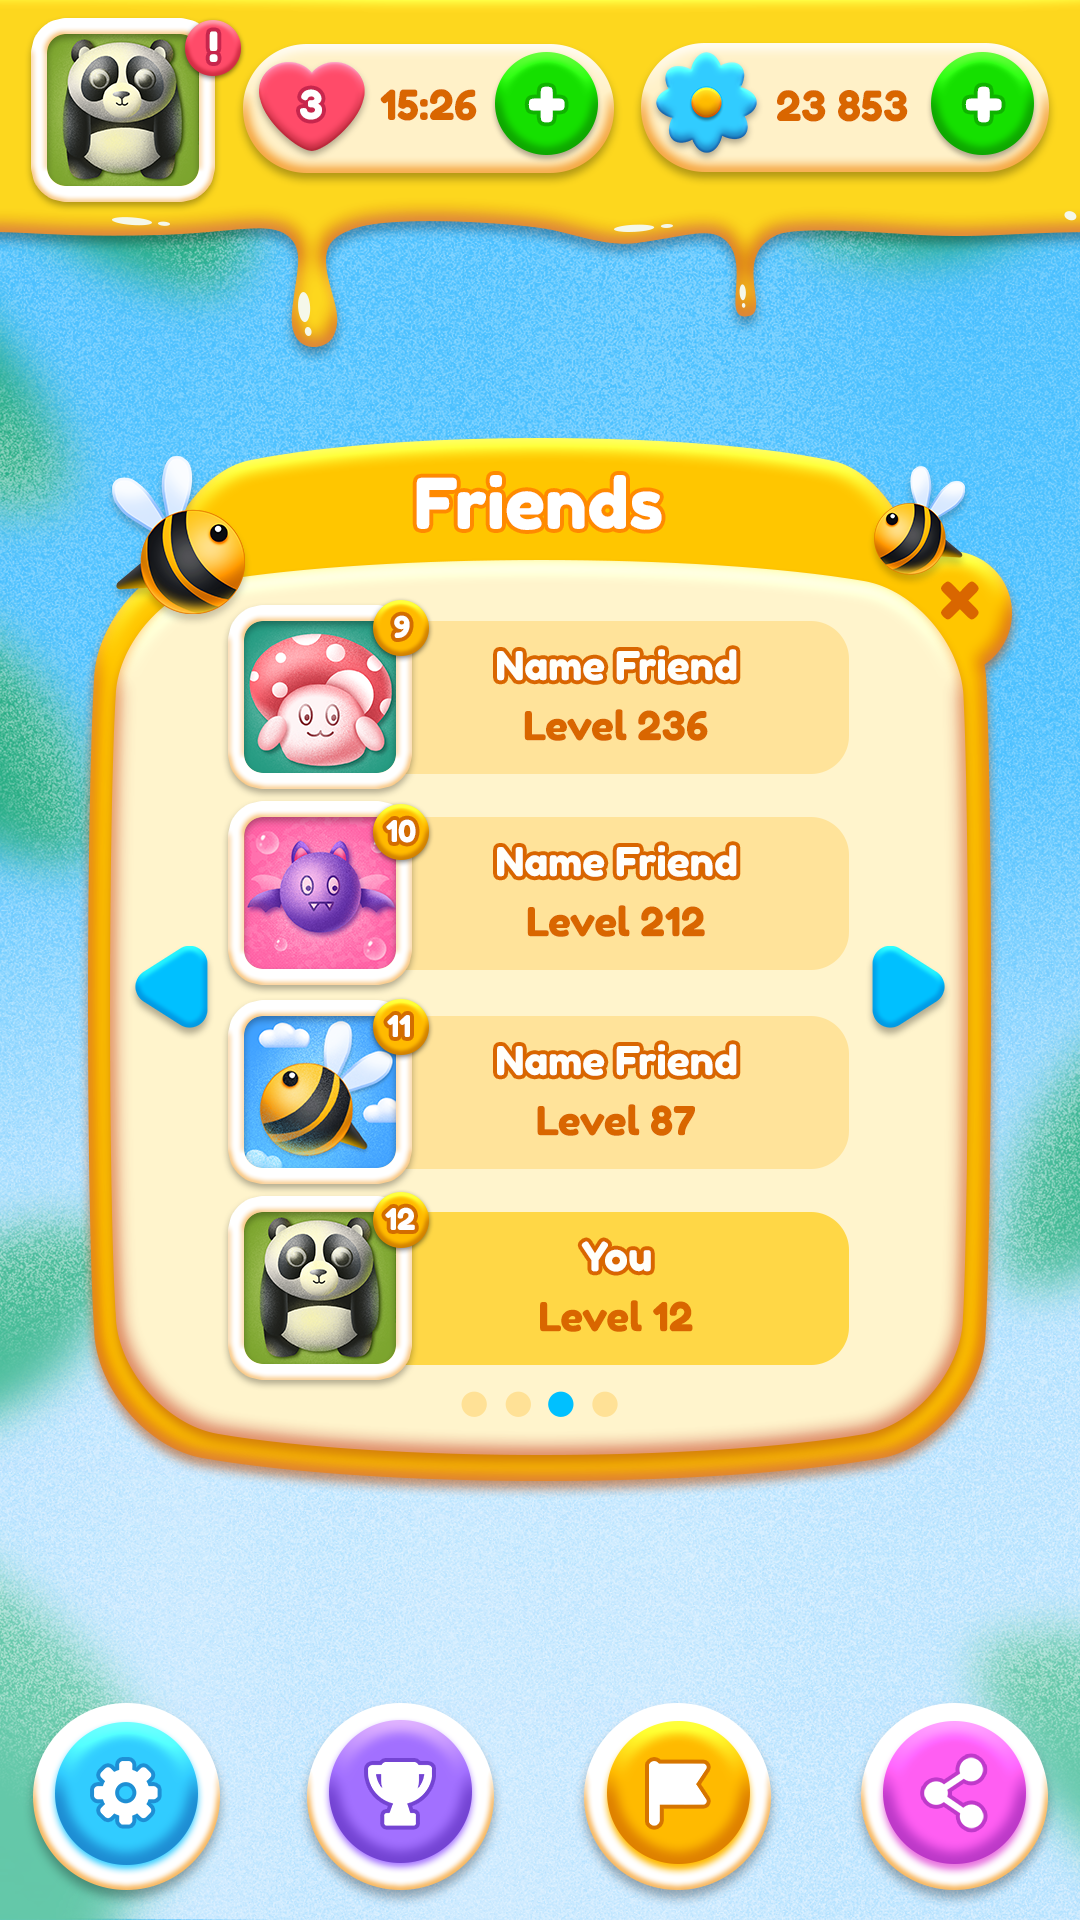 !
3
15:26
23 853
Friends
9
Name Friend
Level 236
10
Name Friend
Level 212
11
Name Friend
Level 87
12
You
Level 12